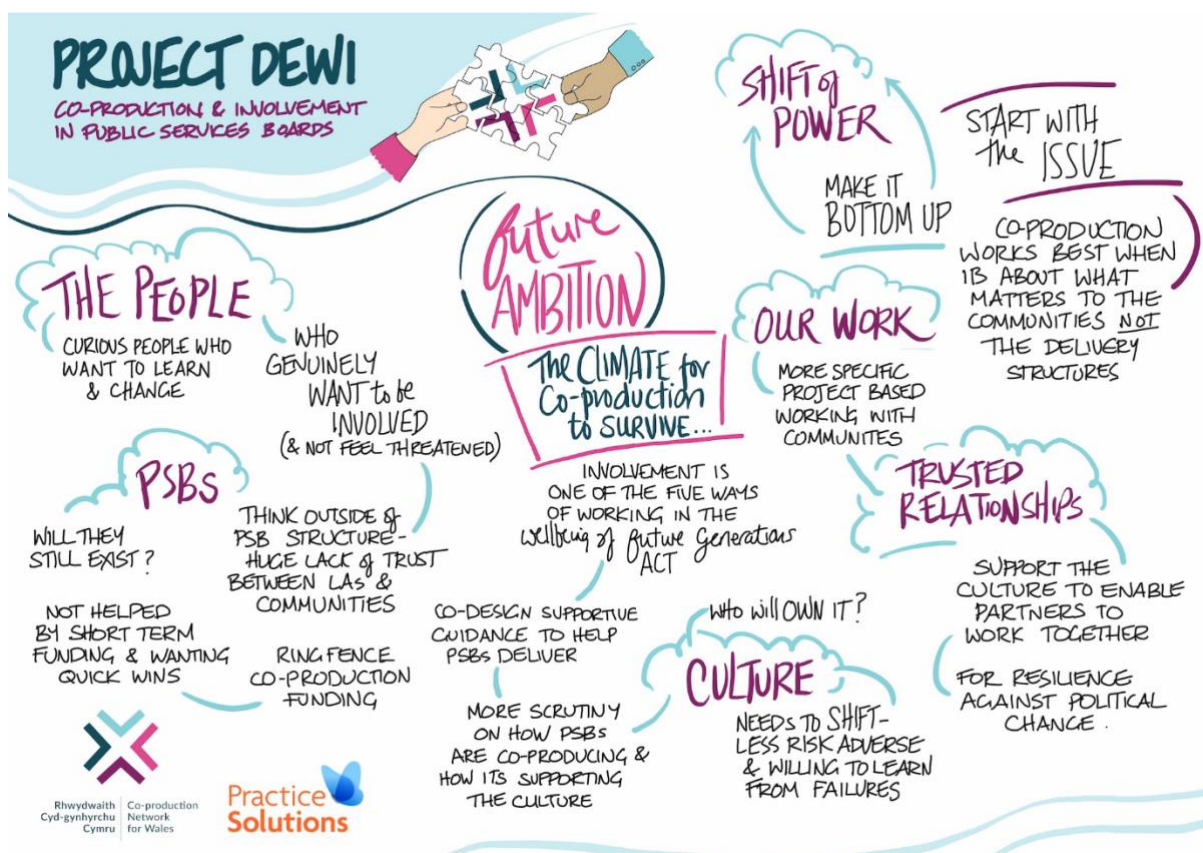 PROJECT DEWI
CO-PRODUCTION & INVOLVEMENT
IN PUBLIC SERVICES BOARDS
SHIFT of
POWER
MAKE IT
BOTTOM UP
START WITH
the ISSUE
CO-PRODUCTION
WORKS BEST WHEN
IB ABOUT WHAT
MATTERS TO THE
COMMUNITIES NOT
THE DELIVERY
STRUCTURES
future
AMBITION
The CLIMATE for
Co-production
to SURVIVE...
INVOLVEMENT IS
ONE OF THE FIVE WAYS
OF WORKING IN THE
Wellbeing of future Generations
ACT
CO-DESIGN SUPPORTIVE
GUIDANCE TO HELP
PSBS DELIVER
MORE SCRUTINY
ON HOW PSBS
ARE CO-PRODUCING &
HOW ITS SUPPORTING
THE CULTURE
THE PEOPLE
CURIOUS PEOPLE WHO
WANT TO LEARN
& CHANGE
WHO
GENUINELY
WANT to be
INVOLVED
(& NOT FEEL THREATENED)
PSBs
WILL THEY
STILL EXIST?
THINK OUTSIDE of
PSB STRUCTURE-
HUGE LACK of TRUST
BETWEEN LAs &
COMMUNITIES
NOT HELPED
BY SHORT TERM
FUNDING & WANTING
QUICK WINS
RING FENCE
CO-PRODUCTION
FUNDING
OUR WORK
MORE SPECIFIC
PROJECT BASED
WORKING WITH
COMMUNITES
TRUSTED
RELATIONSHIPS
SUPPORT THE
CULTURE TO ENABLE
PARTNERS TO
WORK TOGETHER
FOR RESILIENCE
AGAINST POLITICAL
CHANGE.
who will OWN IT?
CULTURE
NEEDS TO SHIFT-
LESS RISK ADVERSE
& WILLING TO LEARN
FROM FAILURES
Rhwydwaith
Cyd-gynhyrchu
Cymru
Co-production
Network
for Wales
Practice
Solutions